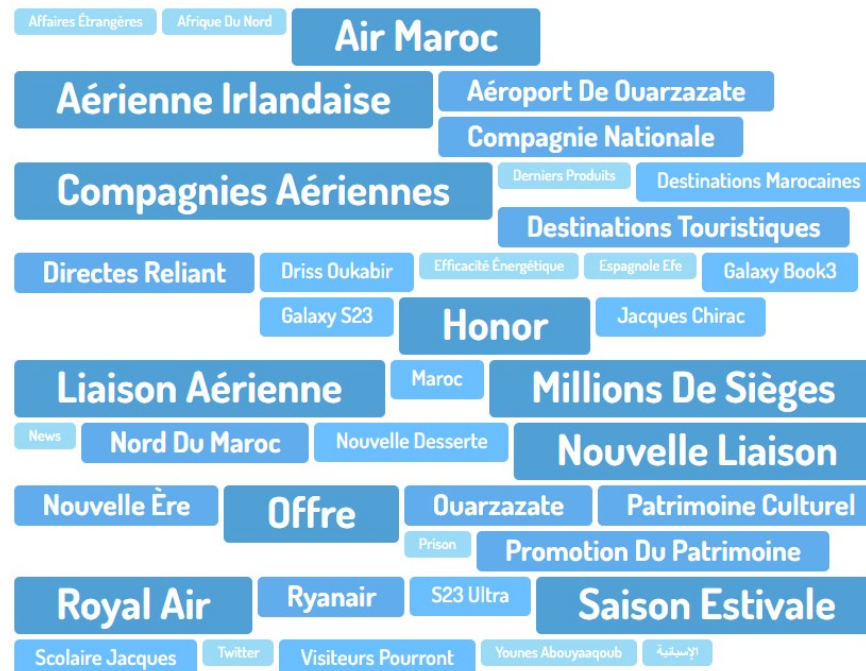 Affaires Étrangères Afrique Du Nord Air Maroc
Aérienne Irlandaise Aéroport De Ouarzazate
Compagnie Nationale
Compagnies Aériennes Derniers Produits Destinations Marocaines
Destinations Touristiques
Directes Reliant Driss Oukabir Efficacité Énergétique Espagnole Efe Galaxy Book3
Galaxy S23 Honor Jacques Chirac
Liaison Aérienne Maroc Millions De Sièges
News Nord Du Maroc Nouvelle Desserte Nouvelle Liaison
Nouvelle Ère Offre Ouarzazate Patrimoine Culturel
Prison Promotion Du Patrimoine
Royal Air Ryanair S23 Ultra Saison Estivale
Scolaire Jacques Twitter Visiteurs Pourront Younes Abouyaaqoub الإسبانية